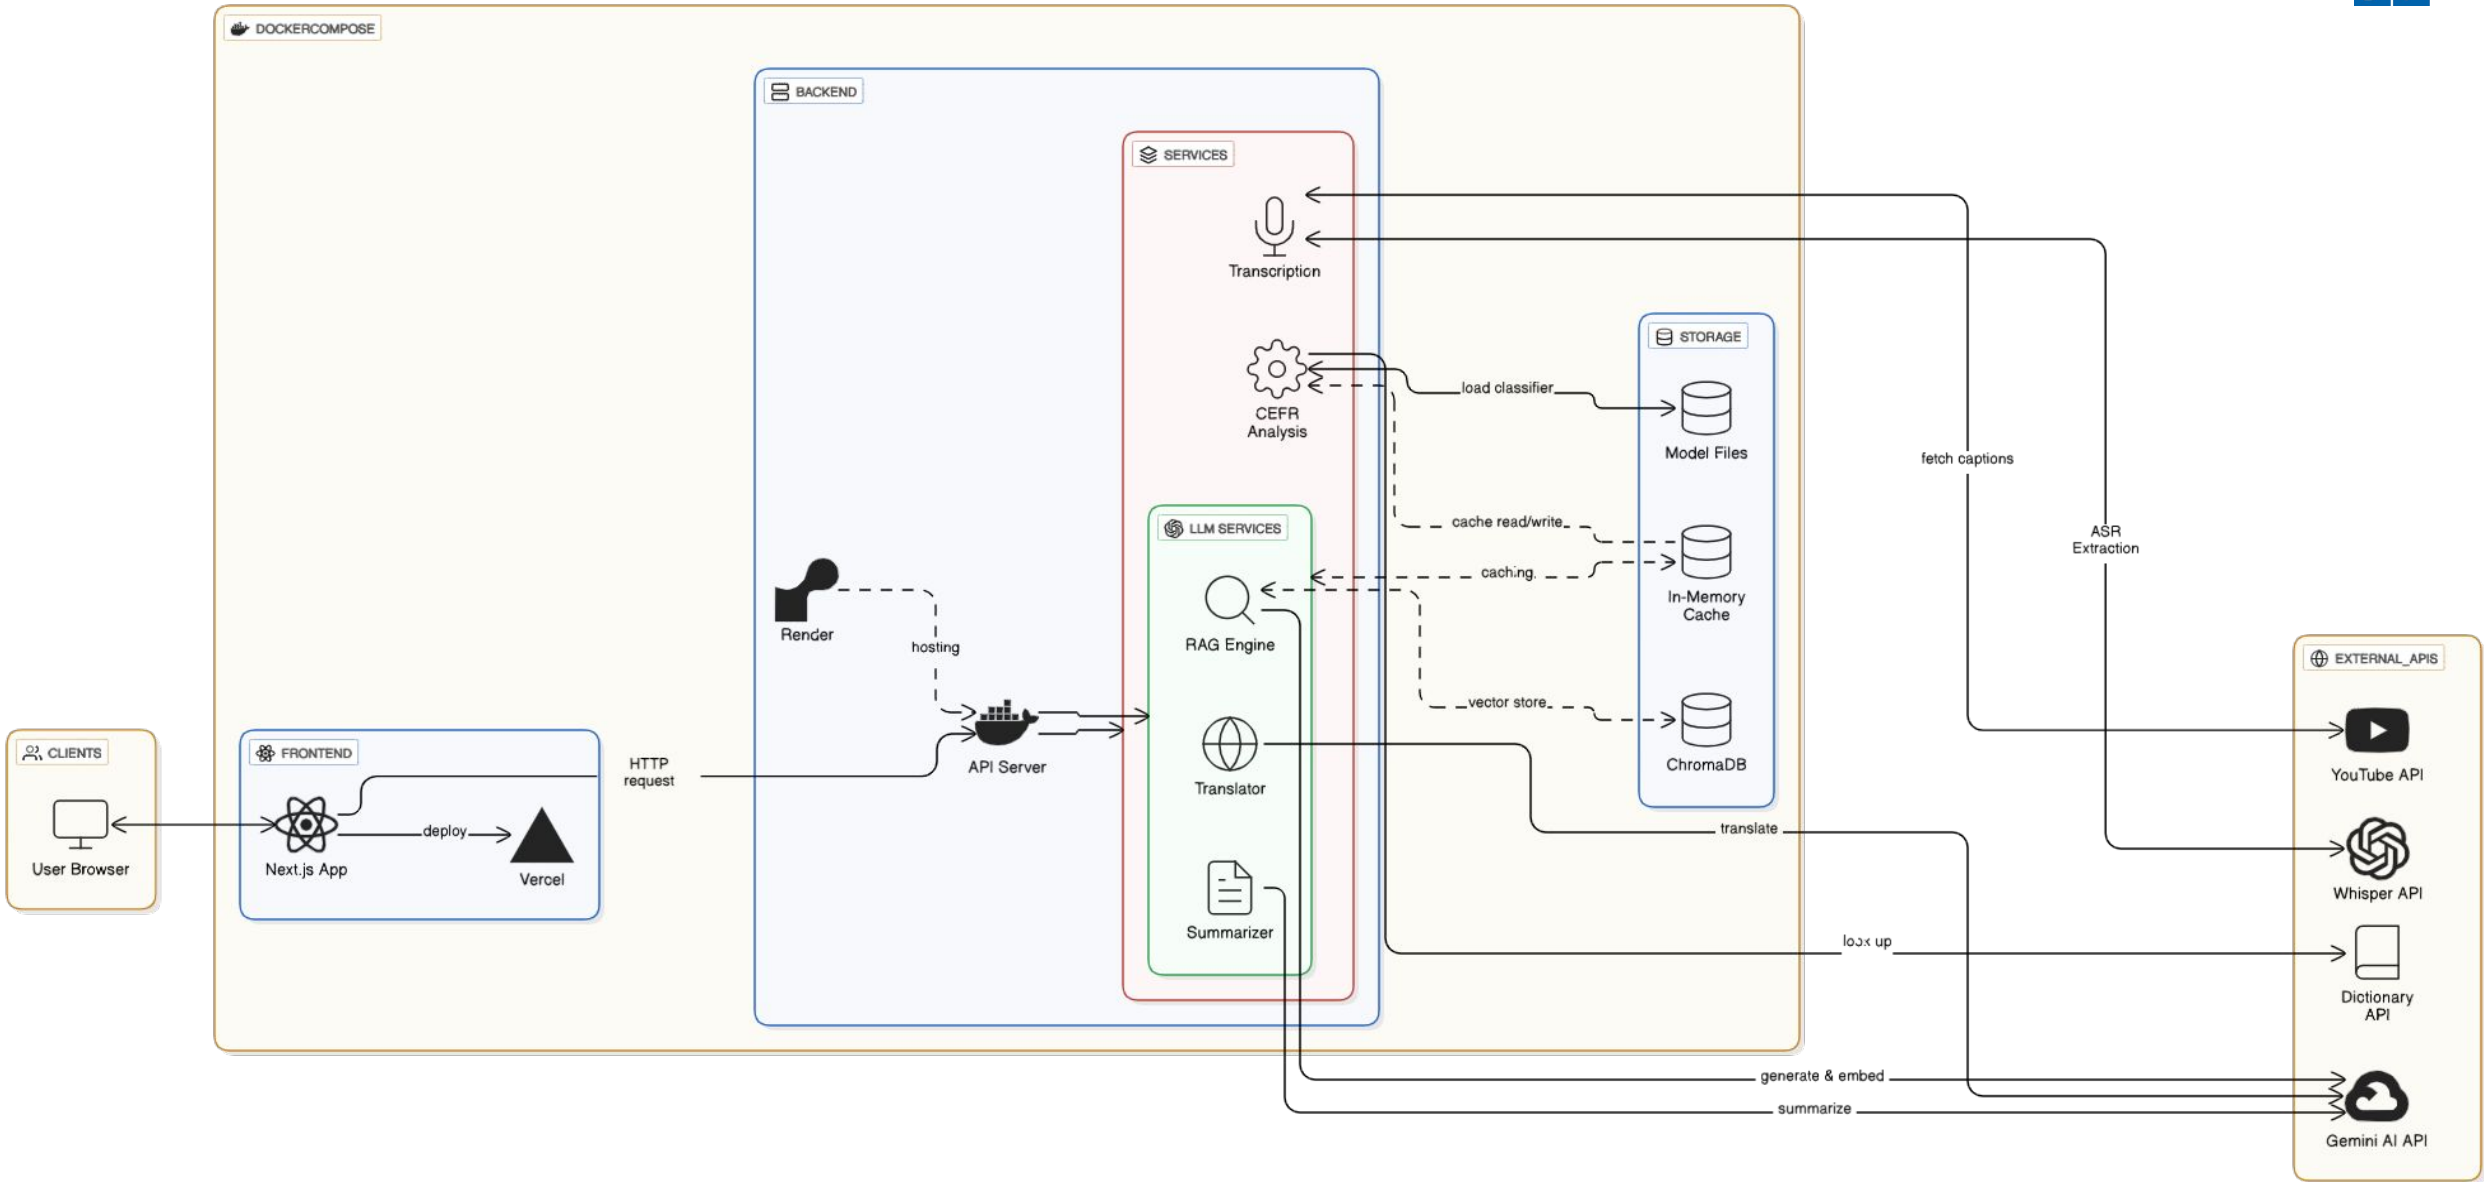 DOCKERCOMPOSE
BACKEND
SERVICES
Transcription
CEFR
Analysis
load classifier
STORAGE
Model Files
fetch captions
cache read/write
In-Memory
Cache
ASR
Extraction
LLM SERVICES
caching
RAG Engine
Render
hosting
vector store
ChromaDB
EXTERNAL_APIS
YouTube API
CLIENTS
User Browser
FRONTEND
Next.js App
deploy
Vercel
HTTP
request
API Server
Translator
translate
Whisper API
Summarizer
look up
Dictionary
API
generate & embed
summarize
Gemini AI API